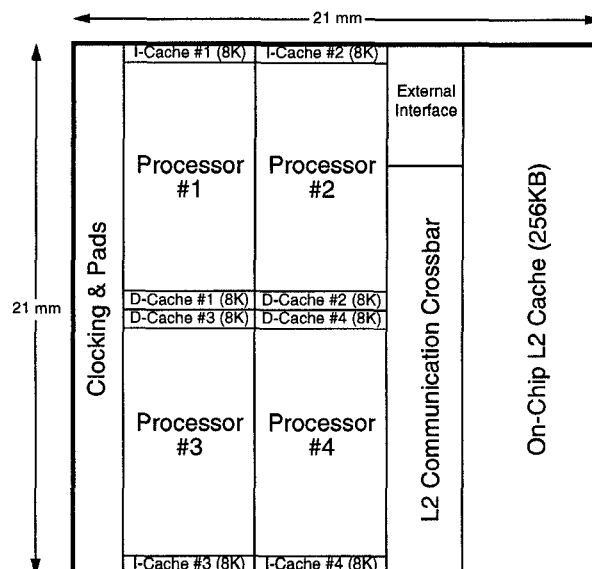 21 mm
I-Cache #1 (8K)
I-Cache #2 (8K)
External
Interface
Processor
#1
Processor
#2
Clocking & Pads
21 mm
D-Cache #1 (8K)
D-Cache #2 (8K)
D-Cache #3 (8K)
D-Cache #4 (8K)
L2 Communication Crossbar
On-Chip L2 Cache (256KB)
Processor
#3
Processor
#4
I-Cache #3 (8K)
I-Cache #4 (8K)